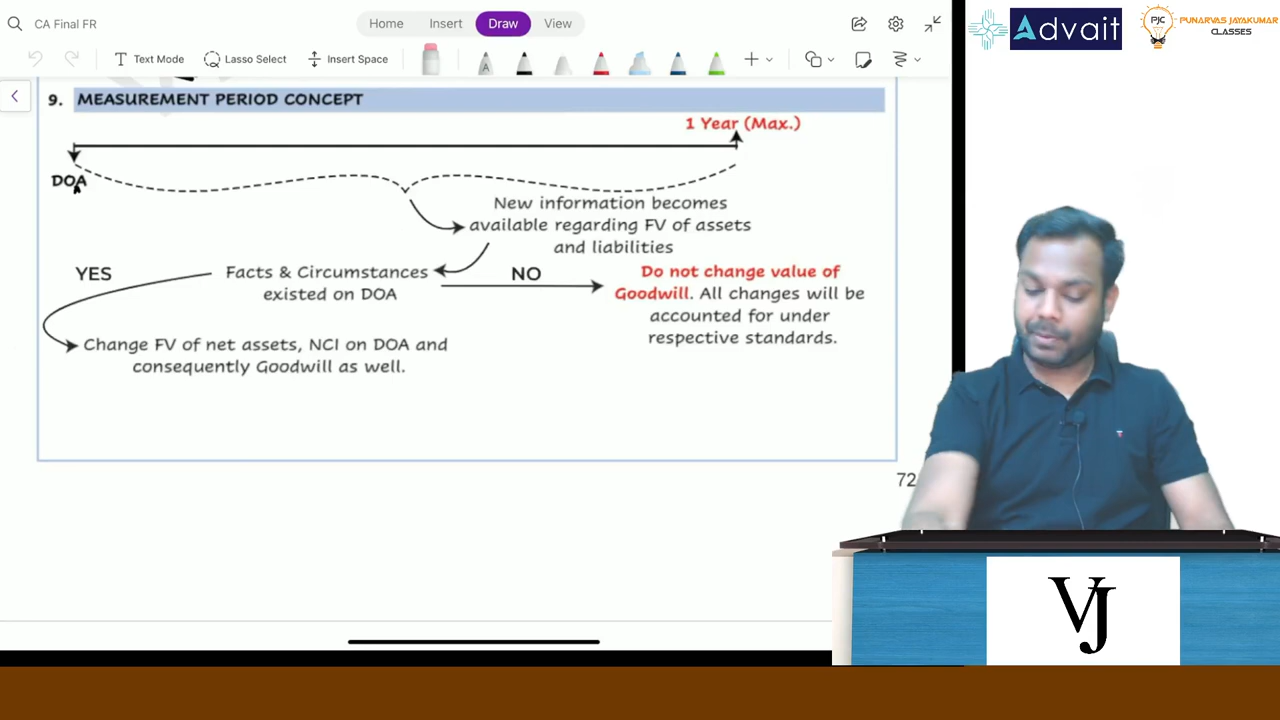 CA Final FR
Home Insert Draw View
Text Mode Lasso Select Insert Space
Advait
PJC PUNARVAS JAYAKUMAR CLASSES
9. MEASUREMENT PERIOD CONCEPT
1 Year (Max.)
DOA
New information becomes
available regarding FV of assets
and liabilities
YES Facts & Circumstances NO Do not change value of
existed on DOA Goodwill. All changes will be
accounted for under
respective standards.
Change FV of net assets, NCI on DOA and
consequently Goodwill as well.
72
VJ